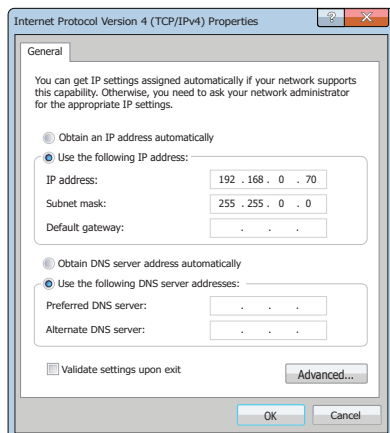 Internet Protocol Version 4 (TCP/IPv4) Properties
?
X
General
You can get IP settings assigned automatically if your network supports
this capability. Otherwise, you need to ask your network administrator
for the appropriate IP settings.
Obtain an IP address automatically
Use the following IP address:
IP address: 192 . 168 . 0 . 70
Subnet mask: 255 . 255 . 0 . 0
Default gateway: . . .
Obtain DNS server address automatically
Use the following DNS server addresses:
Preferred DNS server: . . .
Alternate DNS server: . . .
Validate settings upon exit
Advanced...
OK Cancel